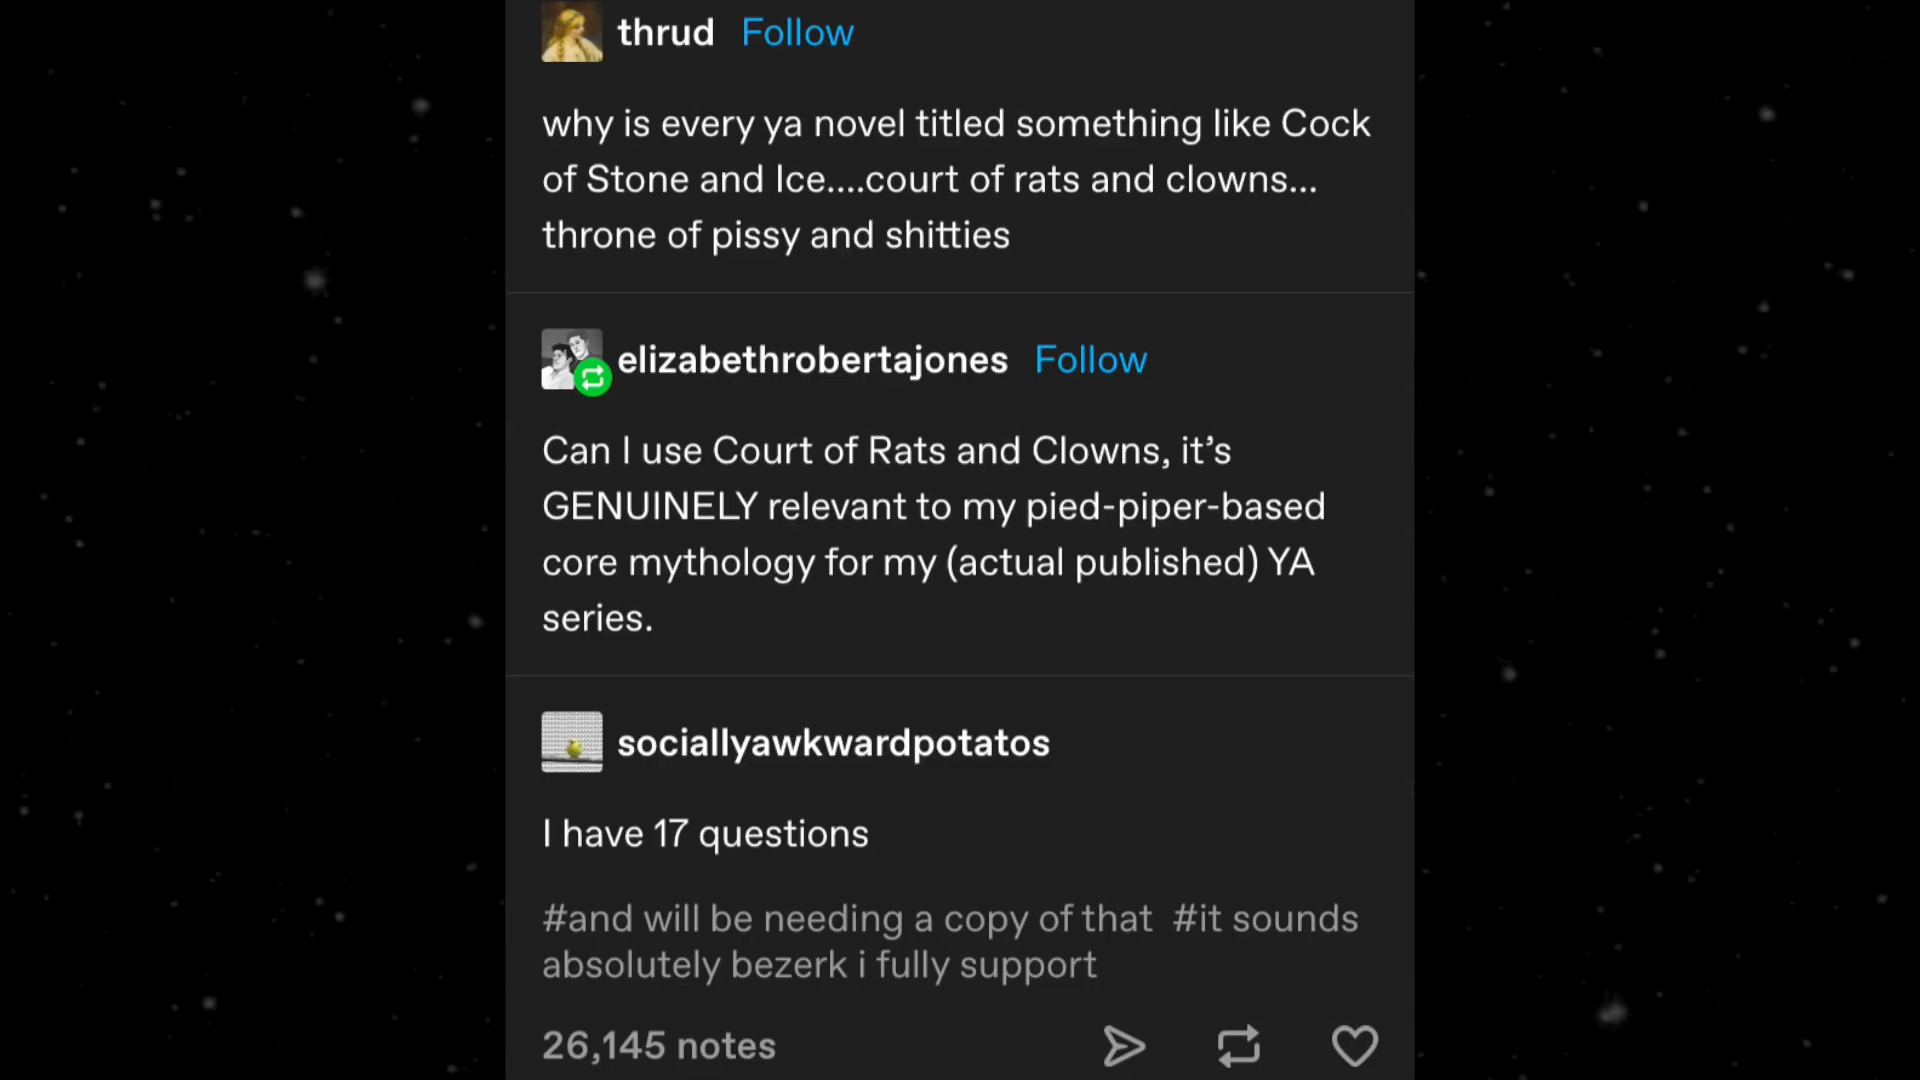 thrud Follow
why is every ya novel titled something like Cock
of Stone and Ice....court of rats and clowns...
throne of pissy and shitties
elizabethrobertajones Follow
Can I use Court of Rats and Clowns, it’s
GENUINELY relevant to my pied-piper-based
core mythology for my (actual published) YA
series.
sociallyawkwardpotatos
I have 17 questions
#and will be needing a copy of that #it sounds
absolutely bezerk i fully support
26,145 notes